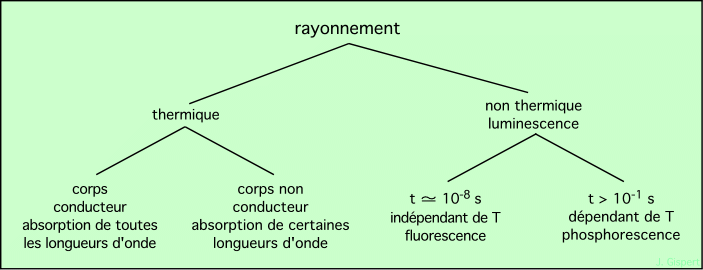 rayonnement
thermique
non thermique
luminescence
corps
conducteur
absorption de toutes
les longueurs d'onde
corps non
conducteur
absorption de certaines
longueurs d'onde
t ≃ 10⁻⁸ s
indépendant de T
fluorescence
t > 10⁻¹ s
dépendant de T
phosphorescence
J. Gispert